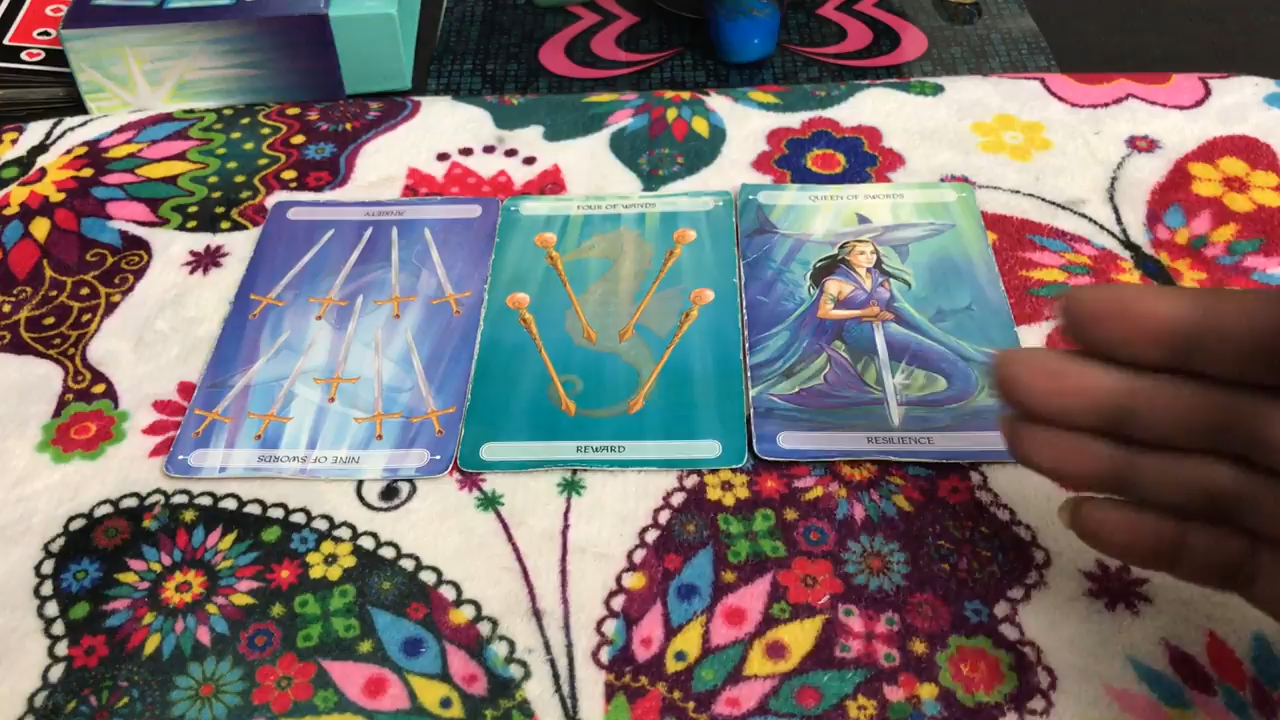 ANXIETY
NINE OF SWORDS
FOUR OF WANDS
REWARD
QUEEN OF SWORDS
RESILIENCE